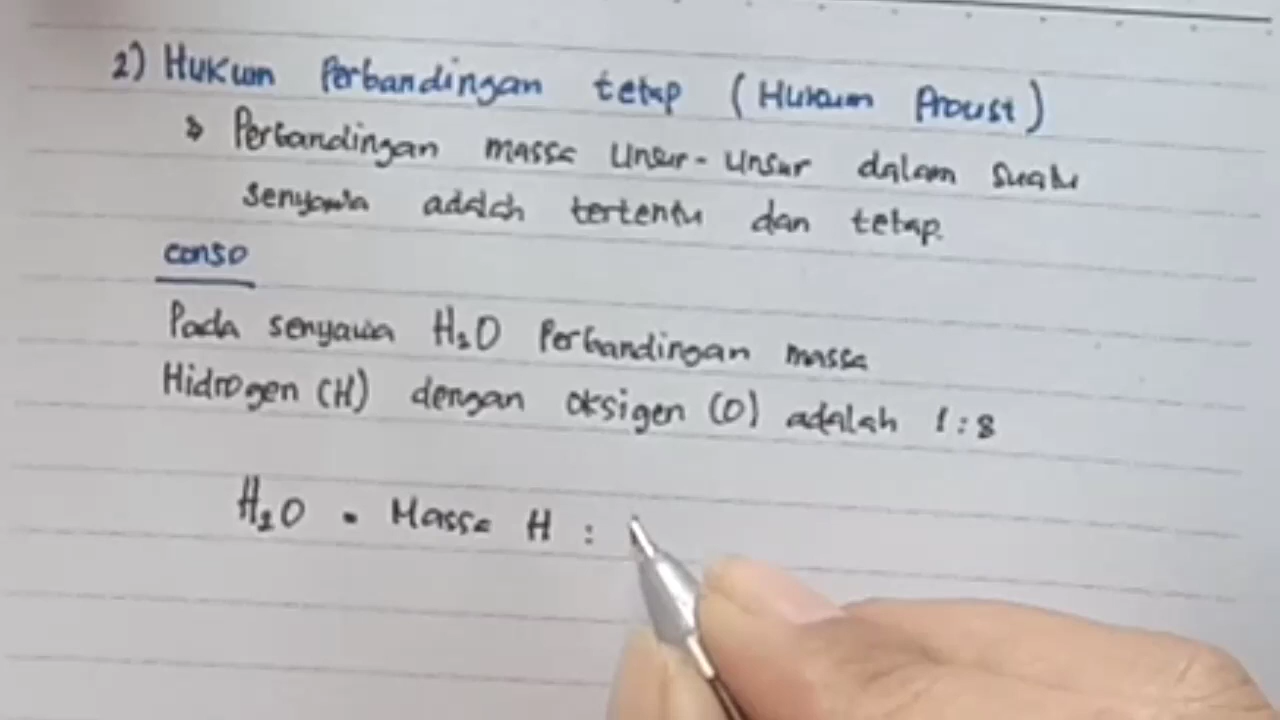 2) Hukum Perbandingan tetap (Hukum Proust)
Perbandingan massa unsur-unsur dalam suatu
senyawa adalah tertentu dan tetap.
conso
Pada senyawa H₂O Perbandingan massa
Hidrogen (H) dengan oksigen (O) adalah 1:8
H₂O = Massa H :